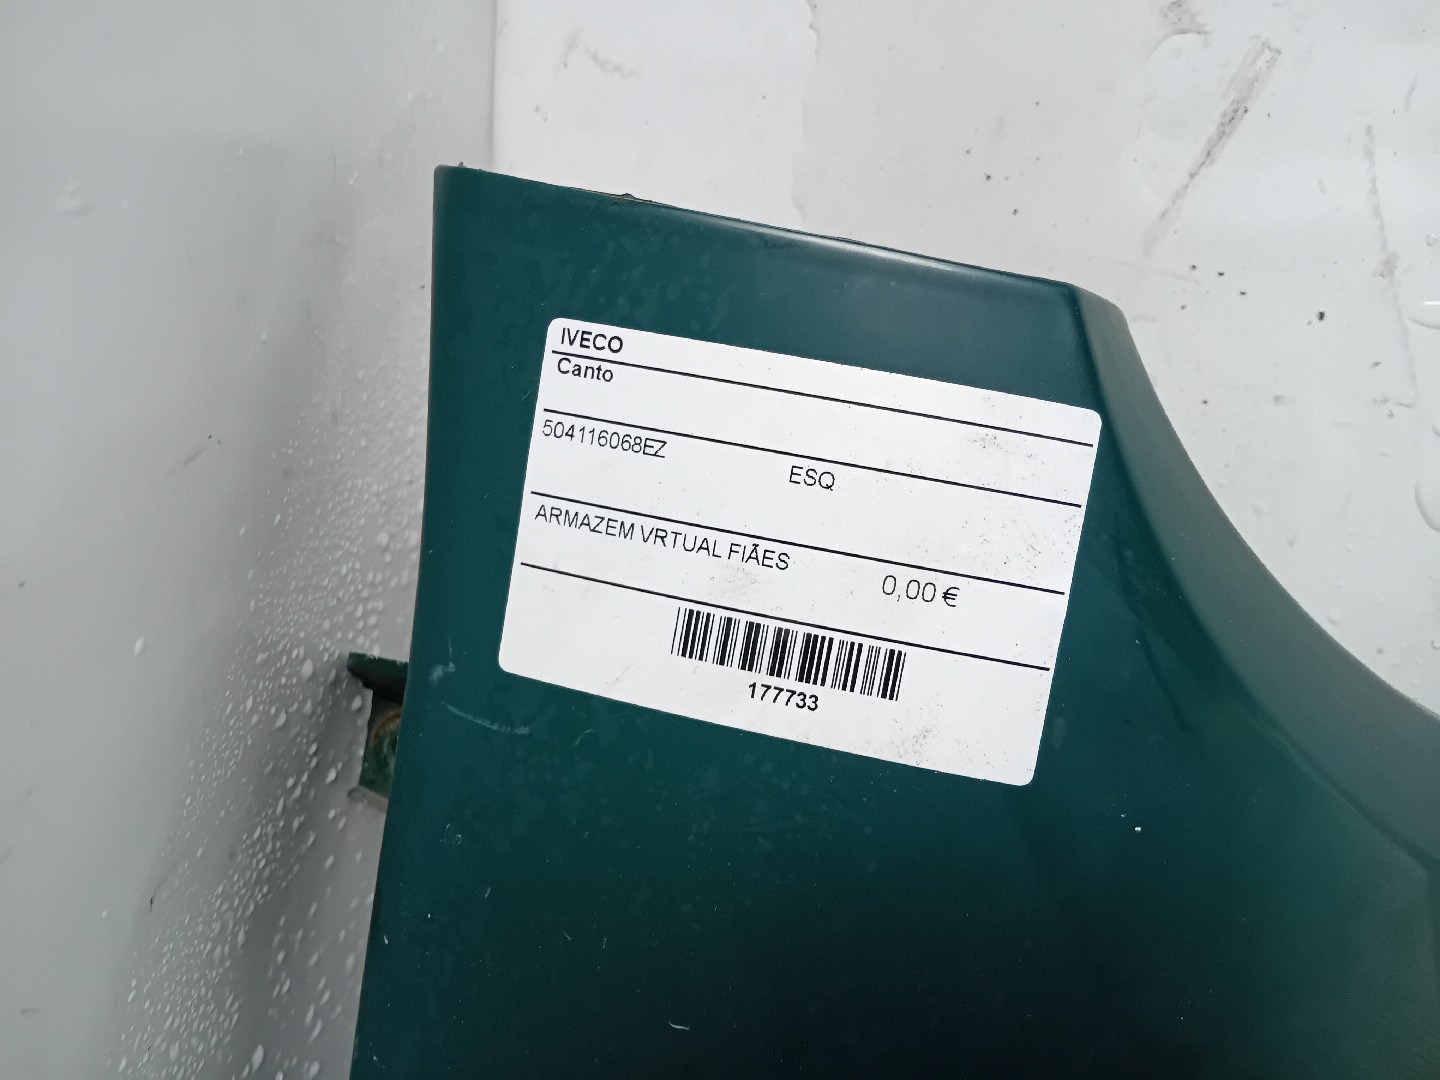 IVECO
Canto
504116068EZ ESQ
ARMAZEM VRTUAL FIÃES 0,00 €
177733